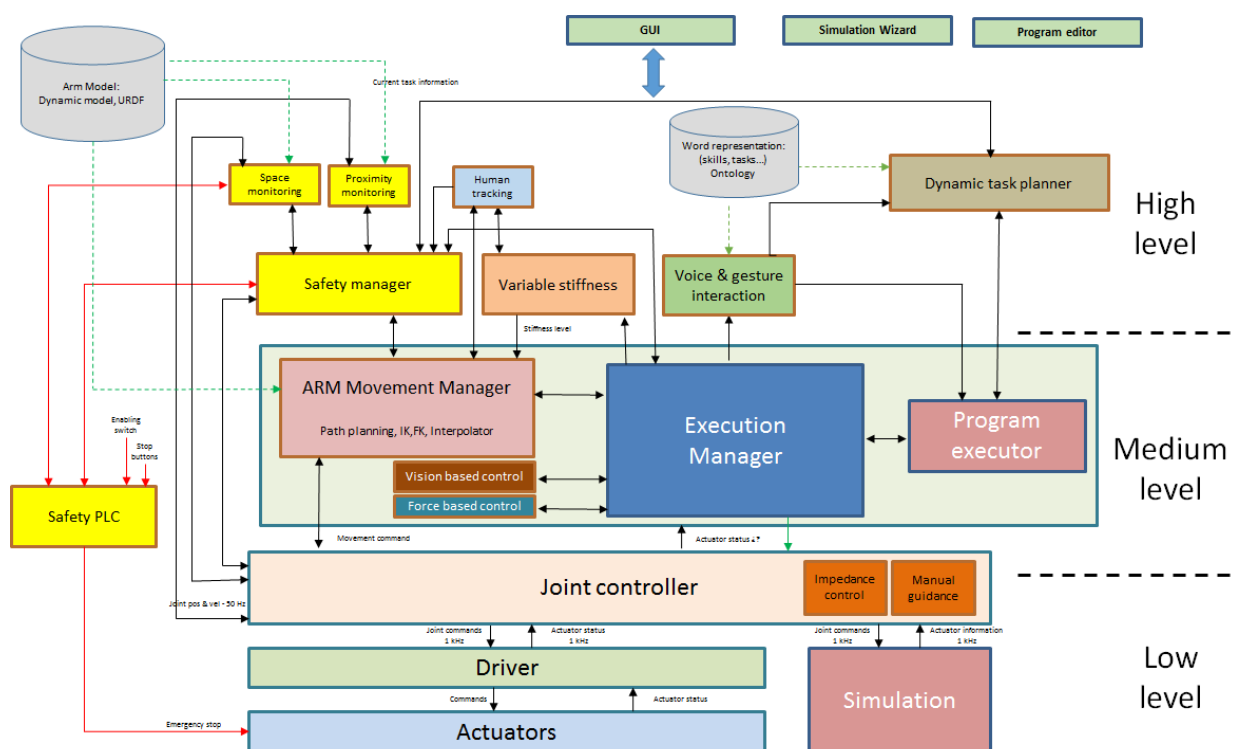 GUI
Simulation Wizard
Program editor
Arm Model:
Dynamic model, URDF
Current task information
Word representation:
(skills, tasks...)
Ontology
Space
monitoring
Proximity
monitoring
Human
tracking
Dynamic task planner
High
level
Safety manager
Variable stiffness
Voice & gesture
interaction
Stiffness level
ARM Movement Manager
Path planning, IK,FK, Interpolator
Execution
Manager
Program
executor
Enabling
switch
Stop
buttons
Vision based control
Force based control
Medium
level
Safety PLC
Movement command
Actuator status ¿?
Joint controller
Impedance
control
Manual
guidance
Joint pos & vel - 50 Hz
Joint commands
1 kHz
Actuator status
1 kHz
Joint commands
1 kHz
Actuator information
1 kHz
Driver
Simulation
Low
level
Commands
Actuator status
Emergency stop
Actuators